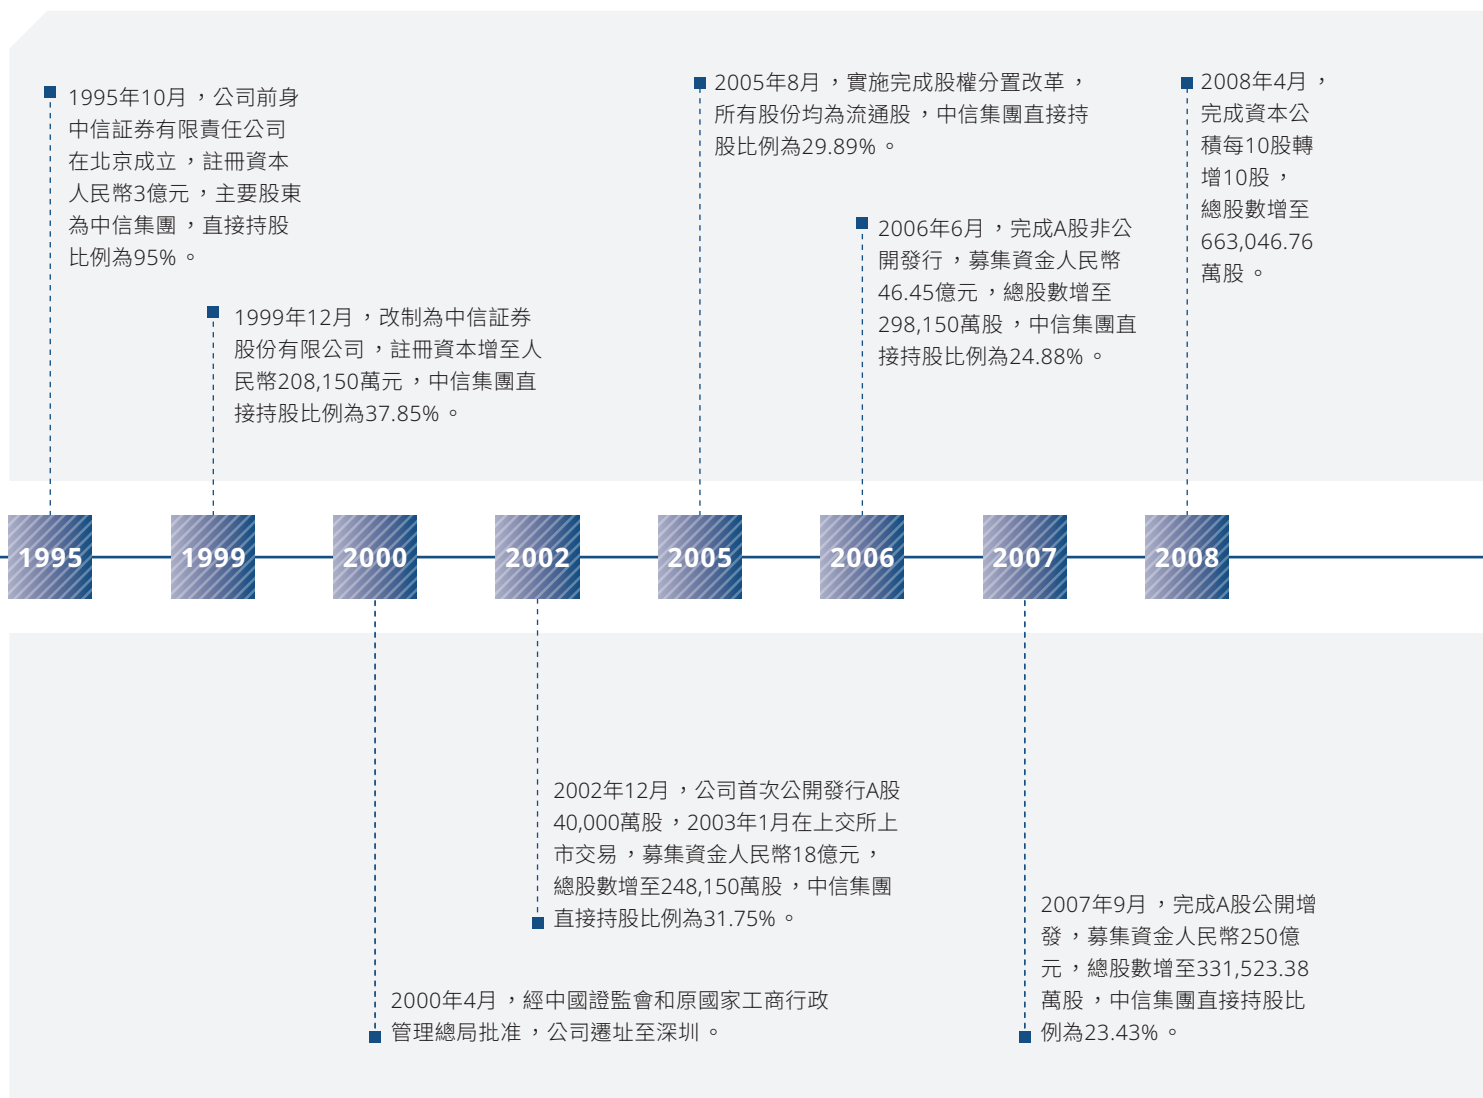 1995年10月，公司前身
中信証券有限責任公司
在北京成立，註冊資本
人民幣3億元，主要股東
為中信集團，直接持股
比例為95%。
1999年12月，改制為中信証券
股份有限公司，註冊資本增至人
民幣208,150萬元，中信集團直
接持股比例為37.85%。
2005年8月，實施完成股權分置改革，
所有股份均為流通股，中信集團直接持
股比例為29.89%。
2006年6月，完成A股非公
開發行，募集資金人民幣
46.45億元，總股數增至
298,150萬股，中信集團直
接持股比例為24.88%。
2008年4月，
完成資本公
積每10股轉
增10股，
總股數增至
663,046.76
萬股。
1995
1999
2000
2002
2005
2006
2007
2008
2002年12月，公司首次公開發行A股
40,000萬股，2003年1月在上交所上
市交易，募集資金人民幣18億元，
總股數增至248,150萬股，中信集團
直接持股比例為31.75%。
2000年4月，經中國證監會和原國家工商行政
管理總局批准，公司遷址至深圳。
2007年9月，完成A股公開增
發，募集資金人民幣250億
元，總股數增至331,523.38
萬股，中信集團直接持股比
例為23.43%。